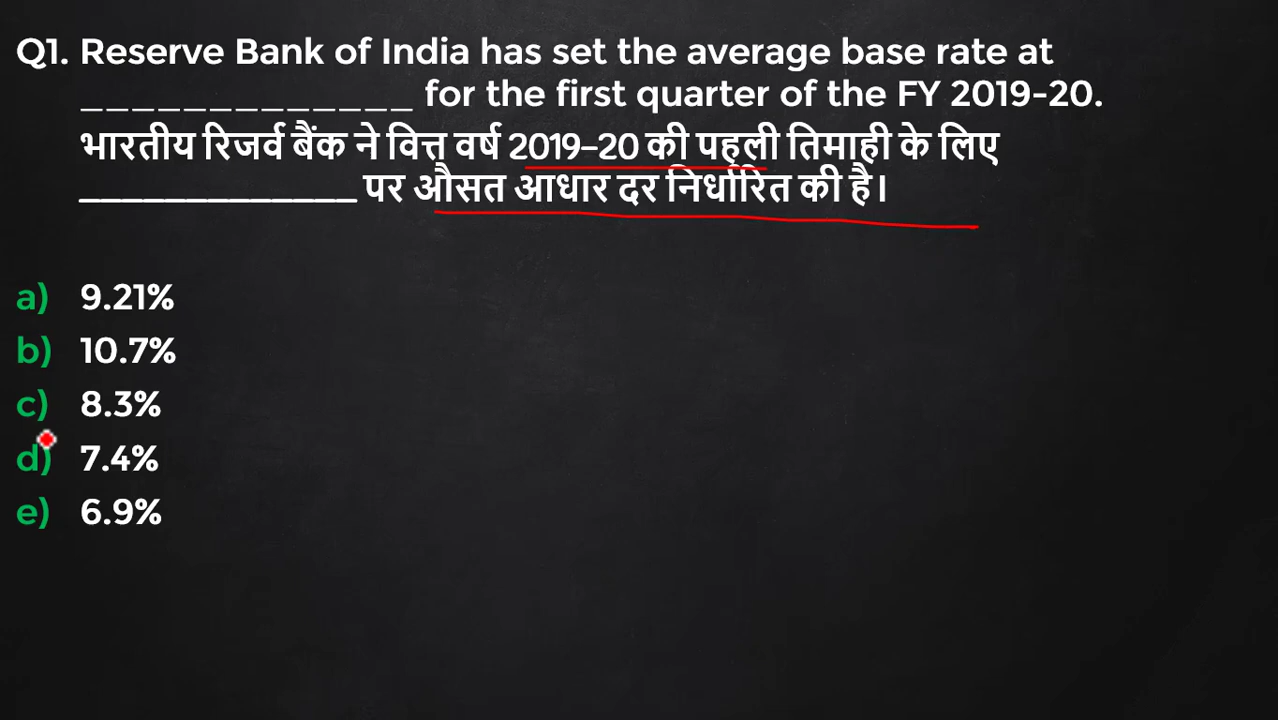 Q1. Reserve Bank of India has set the average base rate at
_____________ for the first quarter of the FY 2019-20.
भारतीय रिजर्व बैंक ने वित्त वर्ष 2019-20 की पहली तिमाही के लिए
_____________ पर औसत आधार दर निर्धारित की है।
a) 9.21%
b) 10.7%
c) 8.3%
d) 7.4%
e) 6.9%